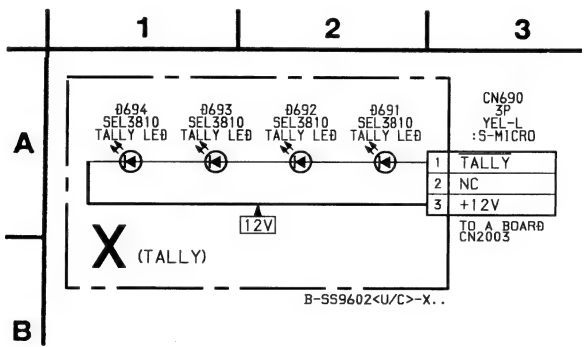 1 2 3
A
B
D694
SEL3810
TALLY LED
D693
SEL3810
TALLY LED
D692
SEL3810
TALLY LED
D691
SEL3810
TALLY LED
CN690
3P
YEL-L
:S-MICRO
1 TALLY
2 NC
3 +12V
TO A BOARD
CN2003
12V
X (TALLY)
B-SS9602<U/C>-X..